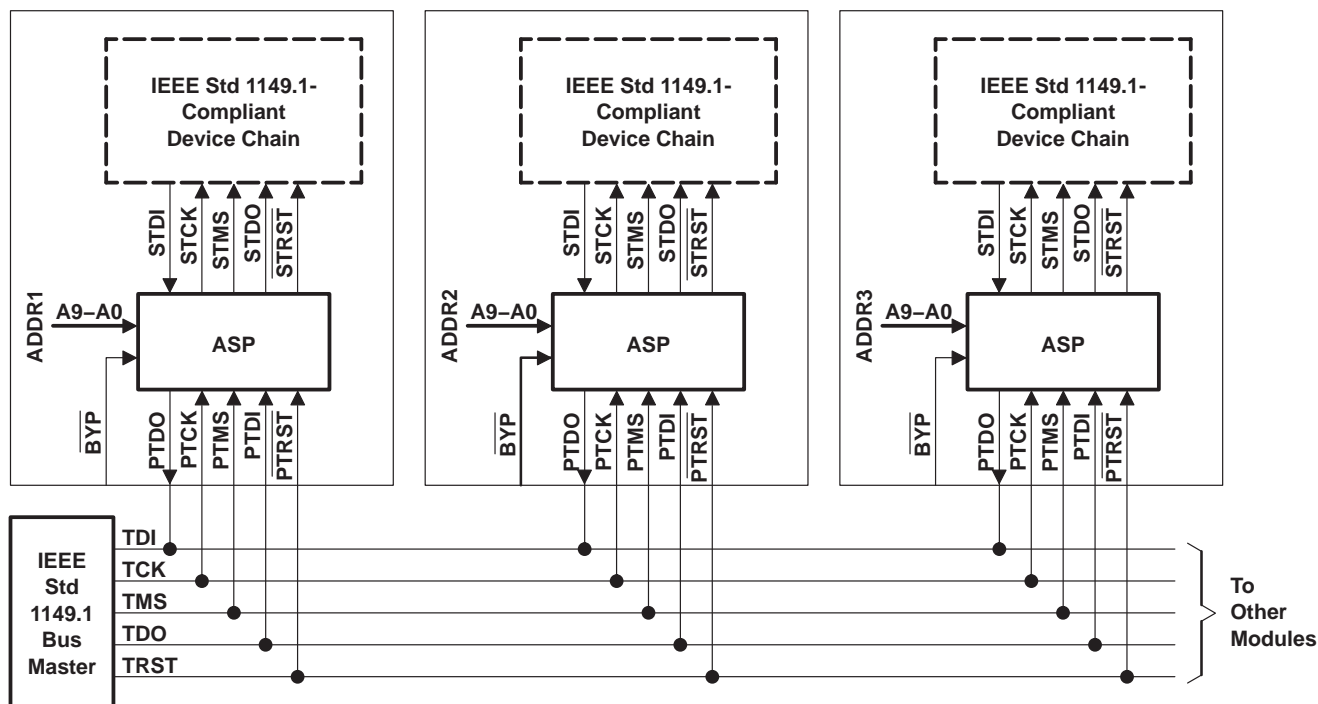 IEEE Std 1149.1-
Compliant
Device Chain
IEEE Std 1149.1-
Compliant
Device Chain
IEEE Std 1149.1-
Compliant
Device Chain
STDI
STCK
STMS
STDO
STRST
STDI
STCK
STMS
STDO
STRST
STDI
STCK
STMS
STDO
STRST
ADDR1
A9–A0
ASP
ADDR2
A9–A0
ASP
ADDR3
A9–A0
ASP
BYP
PTDO
PTCK
PTMS
PTDI
PTRST
BYP
PTDO
PTCK
PTMS
PTDI
PTRST
BYP
PTDO
PTCK
PTMS
PTDI
PTRST
IEEE
Std
1149.1
Bus
Master
TDI
TCK
TMS
TDO
TRST
To
Other
Modules